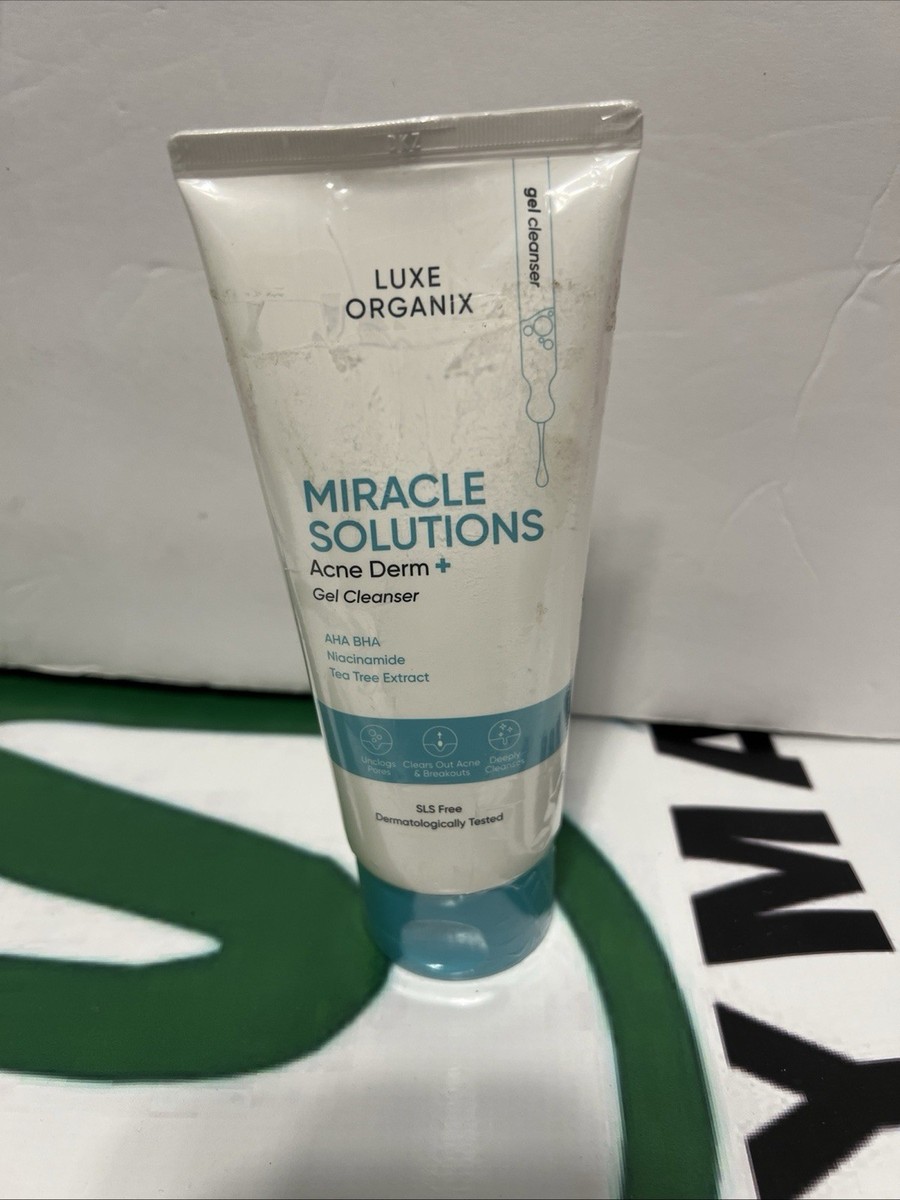 gel cleanser
LUXE
ORGANIX
MIRACLE
SOLUTIONS
Acne Derm +
Gel Cleanser
AHA BHA
Niacinamide
Tea Tree Extract
Unclogs
Pores
Clears Out Acne
& Breakouts
Deeply
Cleanses
SLS Free
Dermatologically Tested
YMA